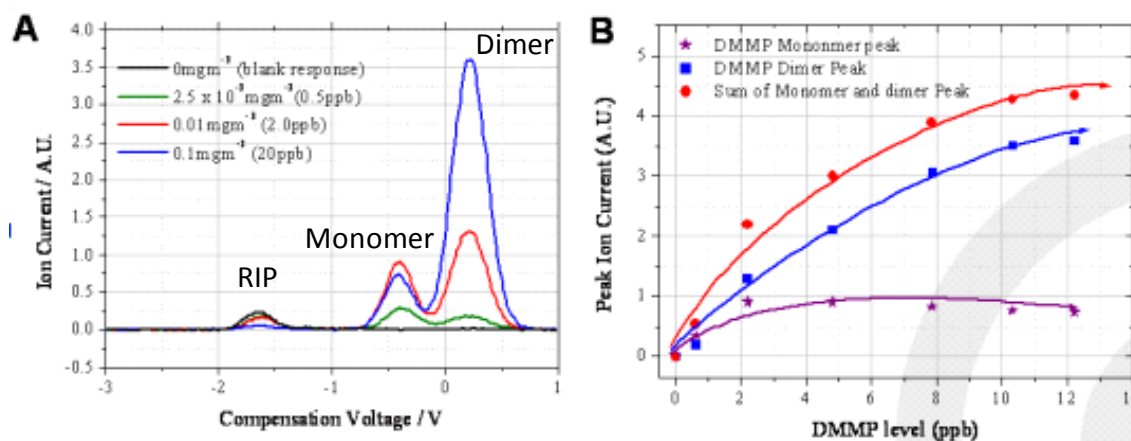 A
Dimer
0mgm⁻³ (blank response)
2.5 x 10⁻³mgm⁻³(0.5ppb)
0.01mgm⁻³ (2.0ppb)
0.1mgm⁻³ (20ppb)
Monomer
RIP
Ion Current / A.U.
4.0
3.5
3.0
2.5
2.0
1.5
1.0
0.5
0.0
-0.5
-3
-2
-1
0
1
Compensation Voltage / V
B
DMMP Mononmer peak
DMMP Dimer Peak
Sum of Monomer and dimer Peak
Peak Ion Current (A.U.)
5
4
3
2
1
0
0
2
4
6
8
10
12
14
DMMP level (ppb)